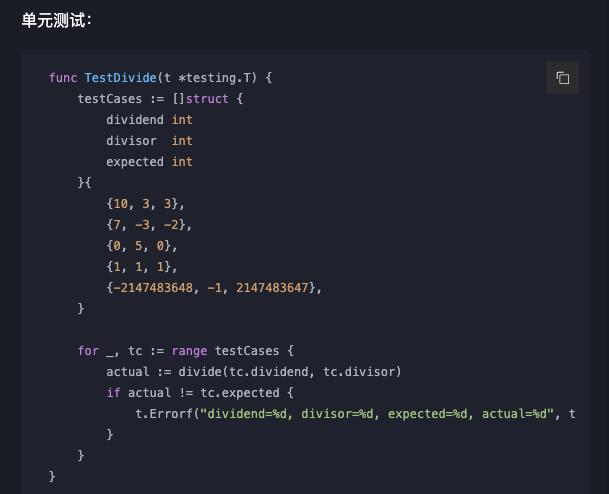 单元测试：
func TestDivide(t *testing.T) {
    testCases := []struct {
        dividend int
        divisor  int
        expected int
    }{
        {10, 3, 3},
        {7, -3, -2},
        {0, 5, 0},
        {1, 1, 1},
        {-2147483648, -1, 2147483647},
    }

    for _, tc := range testCases {
        actual := divide(tc.dividend, tc.divisor)
        if actual != tc.expected {
            t.Errorf("dividend=%d, divisor=%d, expected=%d, actual=%d", t
        }
    }
}